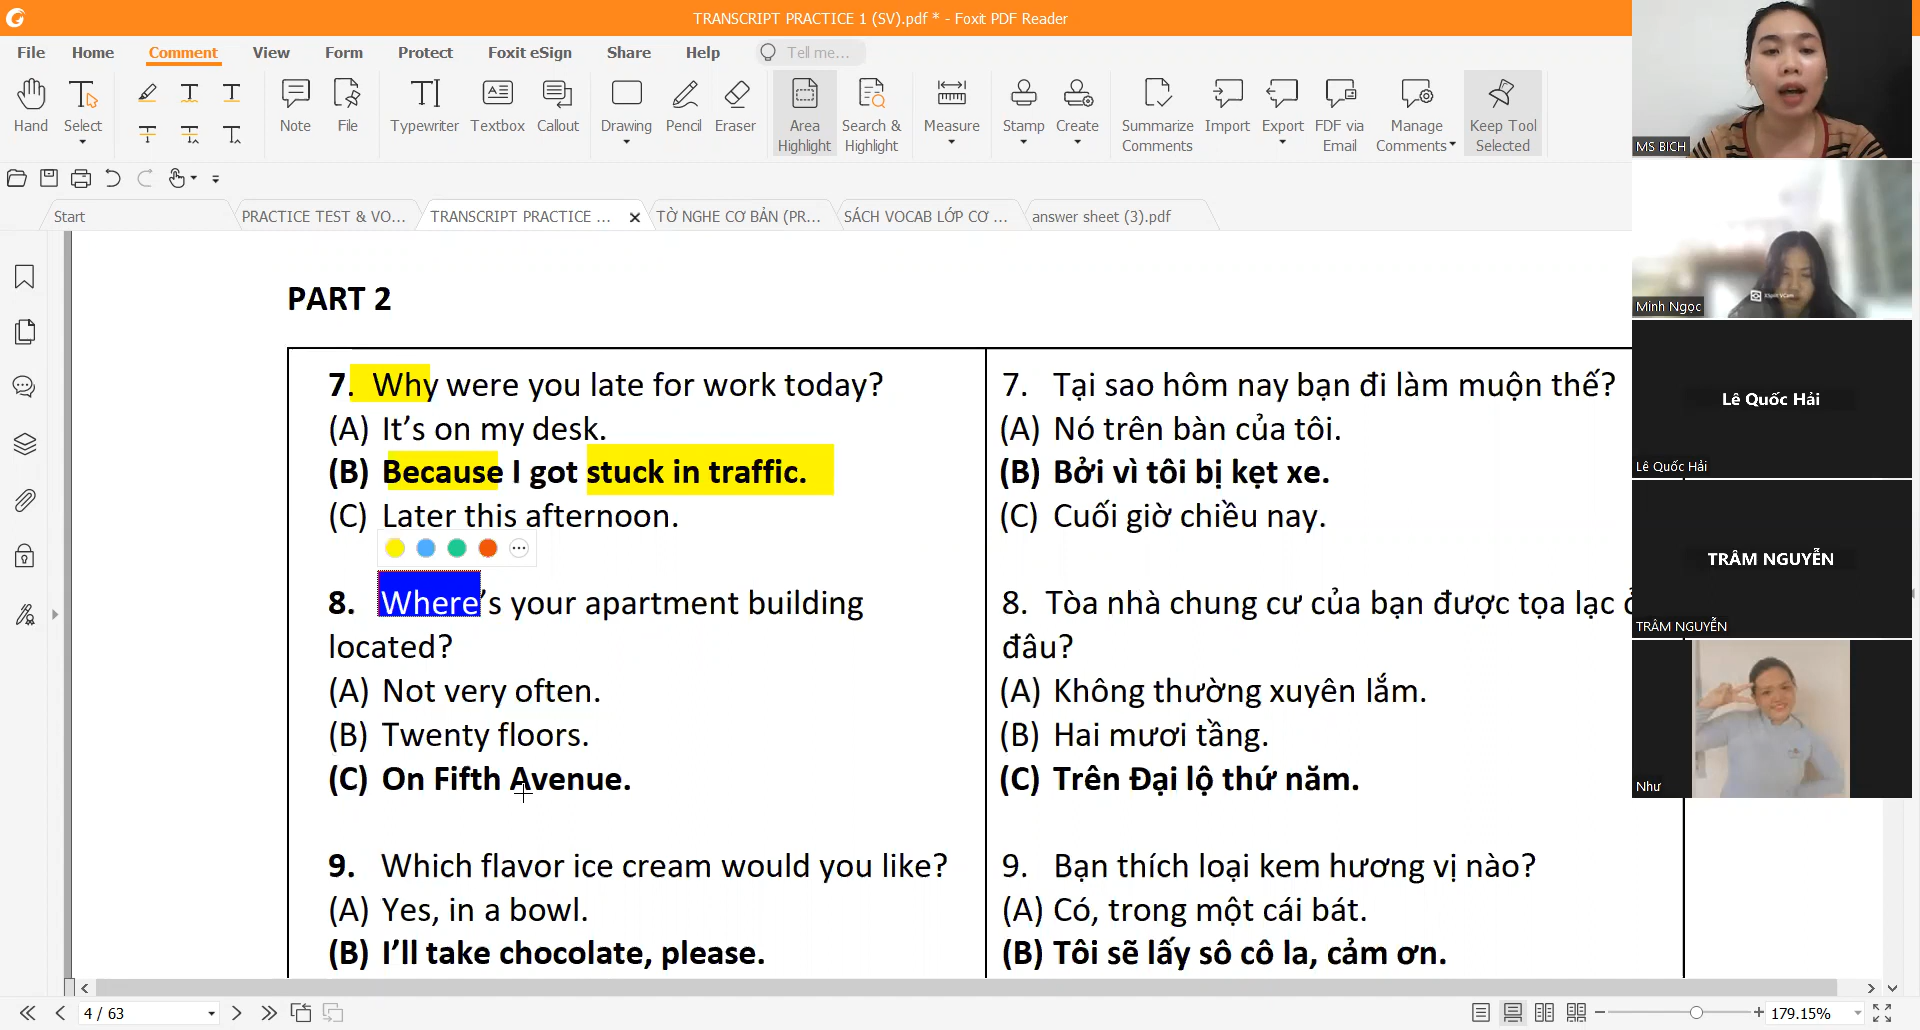 TRANSCRIPT PRACTICE 1 (SV).pdf * - Foxit PDF Reader
File Home Comment View Form Protect Foxit eSign Share Help Tell me...
Hand Select Note File Typewriter Textbox Callout Drawing Pencil Eraser Area Highlight Search & Highlight Measure Stamp Create Summarize Comments Import Export FDF via Email Manage Comments Keep Tool Selected
Start PRACTICE TEST & VO... TRANSCRIPT PRACTICE ... TỜ NGHE CƠ BẢN (PR... SÁCH VOCAB LỚP CƠ ... answer sheet (3).pdf
PART 2
7. Why were you late for work today?
(A) It's on my desk.
(B) Because I got stuck in traffic.
(C) Later this afternoon.
8. Where's your apartment building
located?
(A) Not very often.
(B) Twenty floors.
(C) On Fifth Avenue.
9. Which flavor ice cream would you like?
(A) Yes, in a bowl.
(B) I'll take chocolate, please.
7. Tại sao hôm nay bạn đi làm muộn thế?
(A) Nó trên bàn của tôi.
(B) Bởi vì tôi bị kẹt xe.
(C) Cuối giờ chiều nay.
8. Tòa nhà chung cư của bạn được tọa lạc ở
đâu?
(A) Không thường xuyên lắm.
(B) Hai mươi tầng.
(C) Trên Đại lộ thứ năm.
9. Bạn thích loại kem hương vị nào?
(A) Có, trong một cái bát.
(B) Tôi sẽ lấy sô cô la, cảm ơn.
MS BICH
Minh Ngọc
Lê Quốc Hải
Lê Quốc Hải
TRÂM NGUYỄN
TRÂM NGUYỄN
Như
4 / 63
179.15%